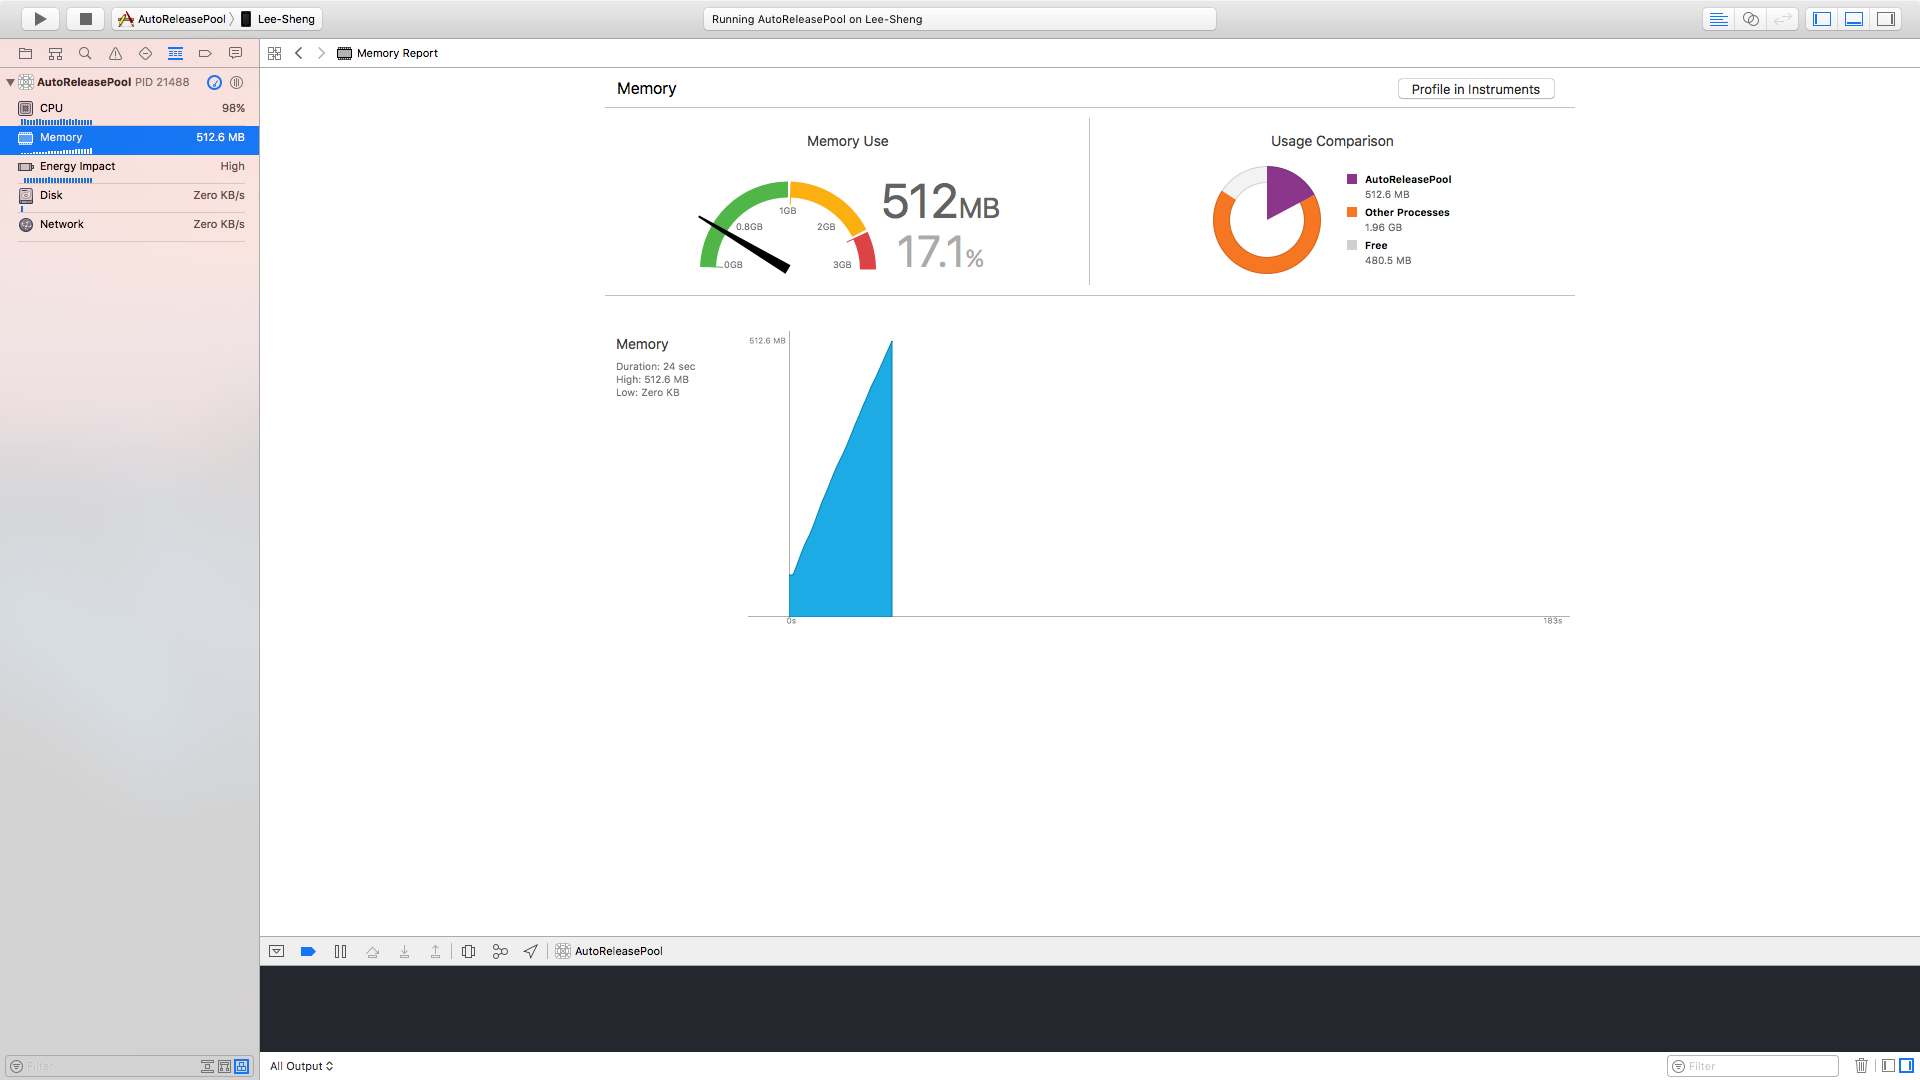 AutoReleasePool
Lee-Sheng
Running AutoReleasePool on Lee-Sheng
Memory Report
AutoReleasePool PID 21488
CPU 98%
Memory 512.6 MB
Energy Impact High
Disk Zero KB/s
Network Zero KB/s
Memory
Profile in Instruments
Memory Use
0GB
0.8GB
1GB
2GB
3GB
512MB
17.1%
Usage Comparison
AutoReleasePool
512.6 MB
Other Processes
1.96 GB
Free
480.5 MB
Memory
Duration: 24 sec
High: 512.6 MB
Low: Zero KB
512.6 MB
0s
183s
AutoReleasePool
Filter
All Output
Filter